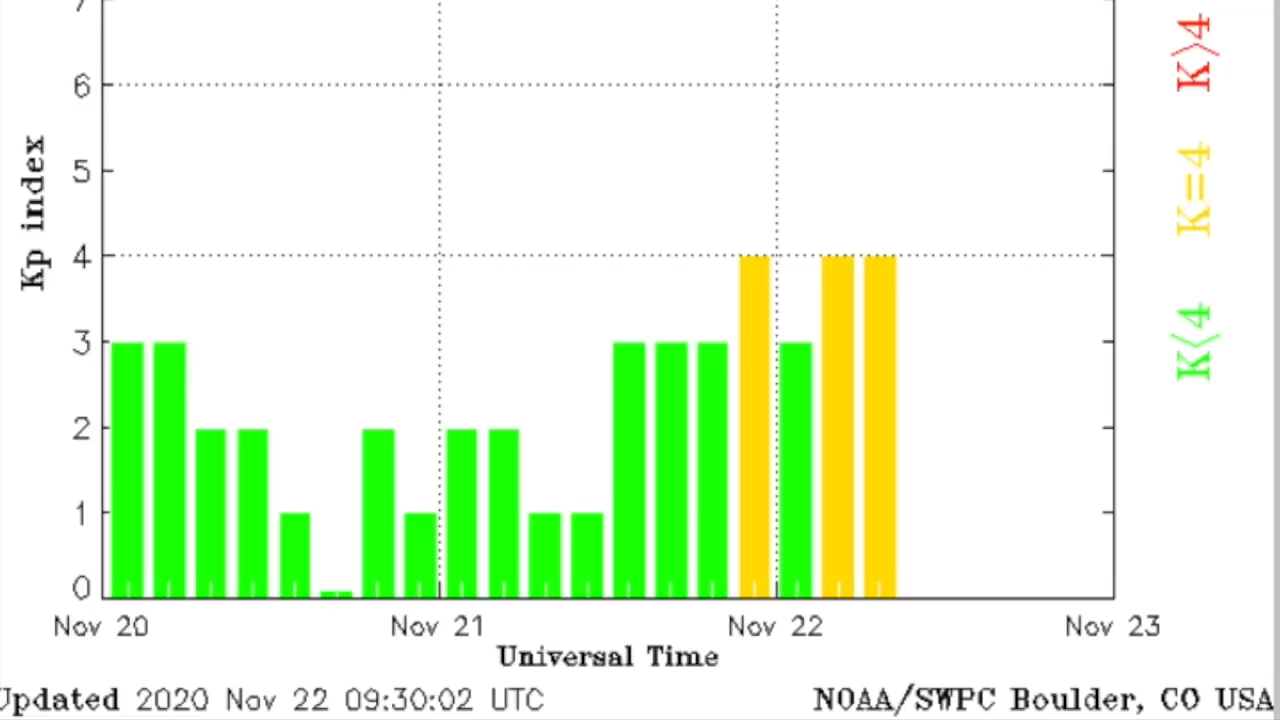 7
6
5
4
3
2
1
0
Kp index
K<4 K=4 K>4
Nov 20 Nov 21 Nov 22 Nov 23
Universal Time
Updated 2020 Nov 22 09:30:02 UTC
NOAA/SWPC Boulder, CO USA